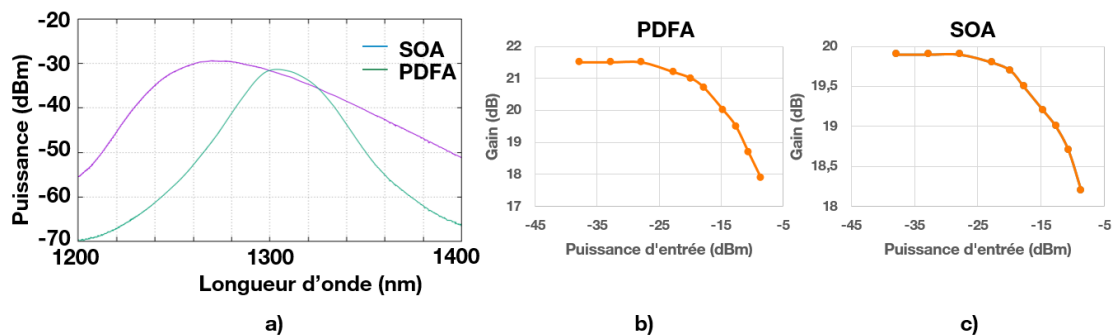 Puissance (dBm)
-20
-30
-40
-50
-60
-70
SOA
PDFA
1200
1300
1400
Longueur d’onde (nm)
a)
PDFA
Gain (dB)
22
21
20
19
18
17
-45
-35
-25
-15
-5
Puissance d'entrée (dBm)
b)
SOA
Gain (dB)
20
19,5
19
18,5
18
-45
-35
-25
-15
-5
Puissance d'entrée (dBm)
c)